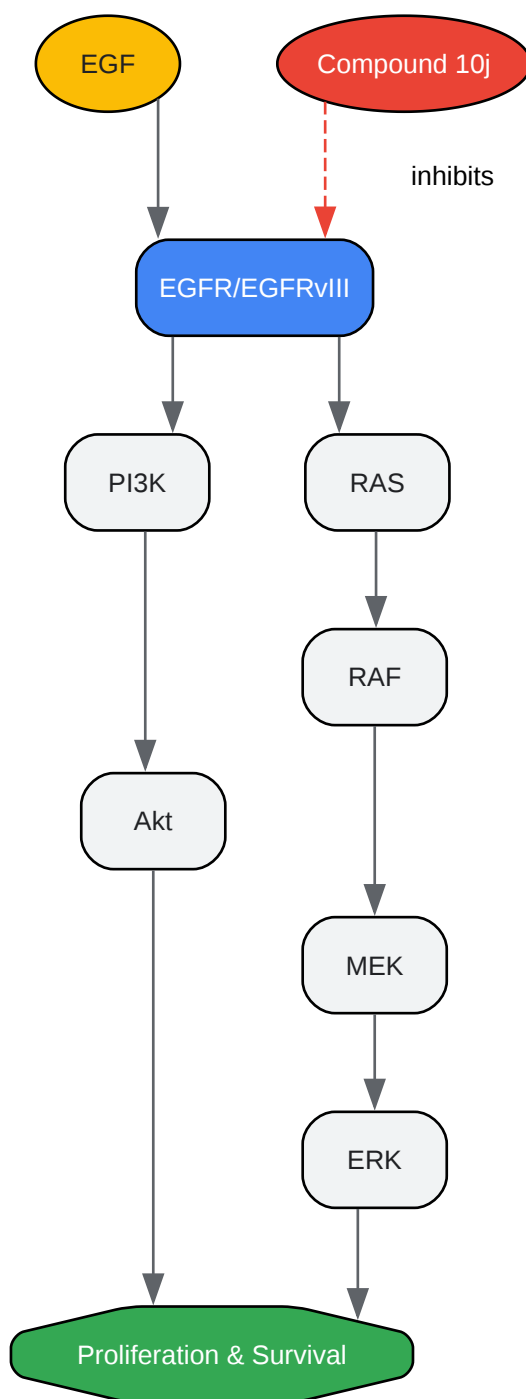 EGF
Compound 10j
inhibits
EGFR/EGFRvIII
PI3K
RAS
RAF
Akt
MEK
ERK
Proliferation & Survival